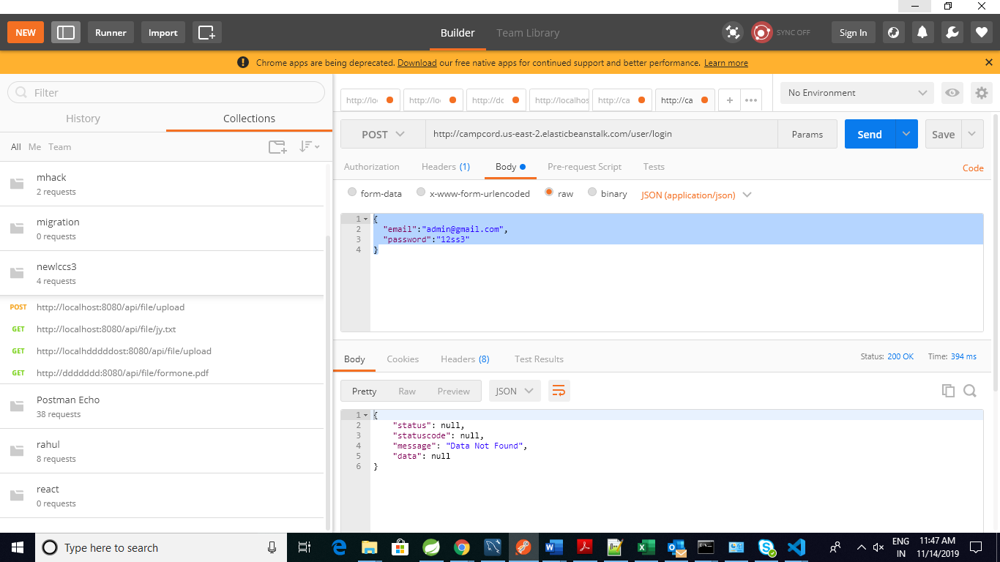 NEW Runner Import Builder Team Library SYNC OFF Sign In
Chrome apps are being deprecated. Download our free native apps for continued support and better performance. Learn more
Filter
History Collections
All Me Team
mhack
2 requests
migration
0 requests
newlccs3
4 requests
POST http://localhost:8080/api/file/upload
GET http://localhost:8080/api/file/jy.txt
GET http://localhdddddost:8080/api/file/upload
GET http://ddddddd:8080/api/file/formone.pdf
Postman Echo
38 requests
rahul
8 requests
react
0 requests
http://lo http://lo http://dc http://localhos http://ca http://ca + •••
No Environment
POST http://campcord.us-east-2.elasticbeanstalk.com/user/login Params Send Save
Authorization Headers (1) Body Pre-request Script Tests Code
form-data x-www-form-urlencoded raw binary JSON (application/json)
1 {
2 "email":"admin@gmail.com",
3 "password":"12ss3"
4 }
Body Cookies Headers (8) Test Results Status: 200 OK Time: 394 ms
Pretty Raw Preview JSON
1 {
2 "status": null,
3 "statuscode": null,
4 "message": "Data Not Found",
5 "data": null
6 }
Type here to search
ENG 11:47 AM
IN 11/14/2019